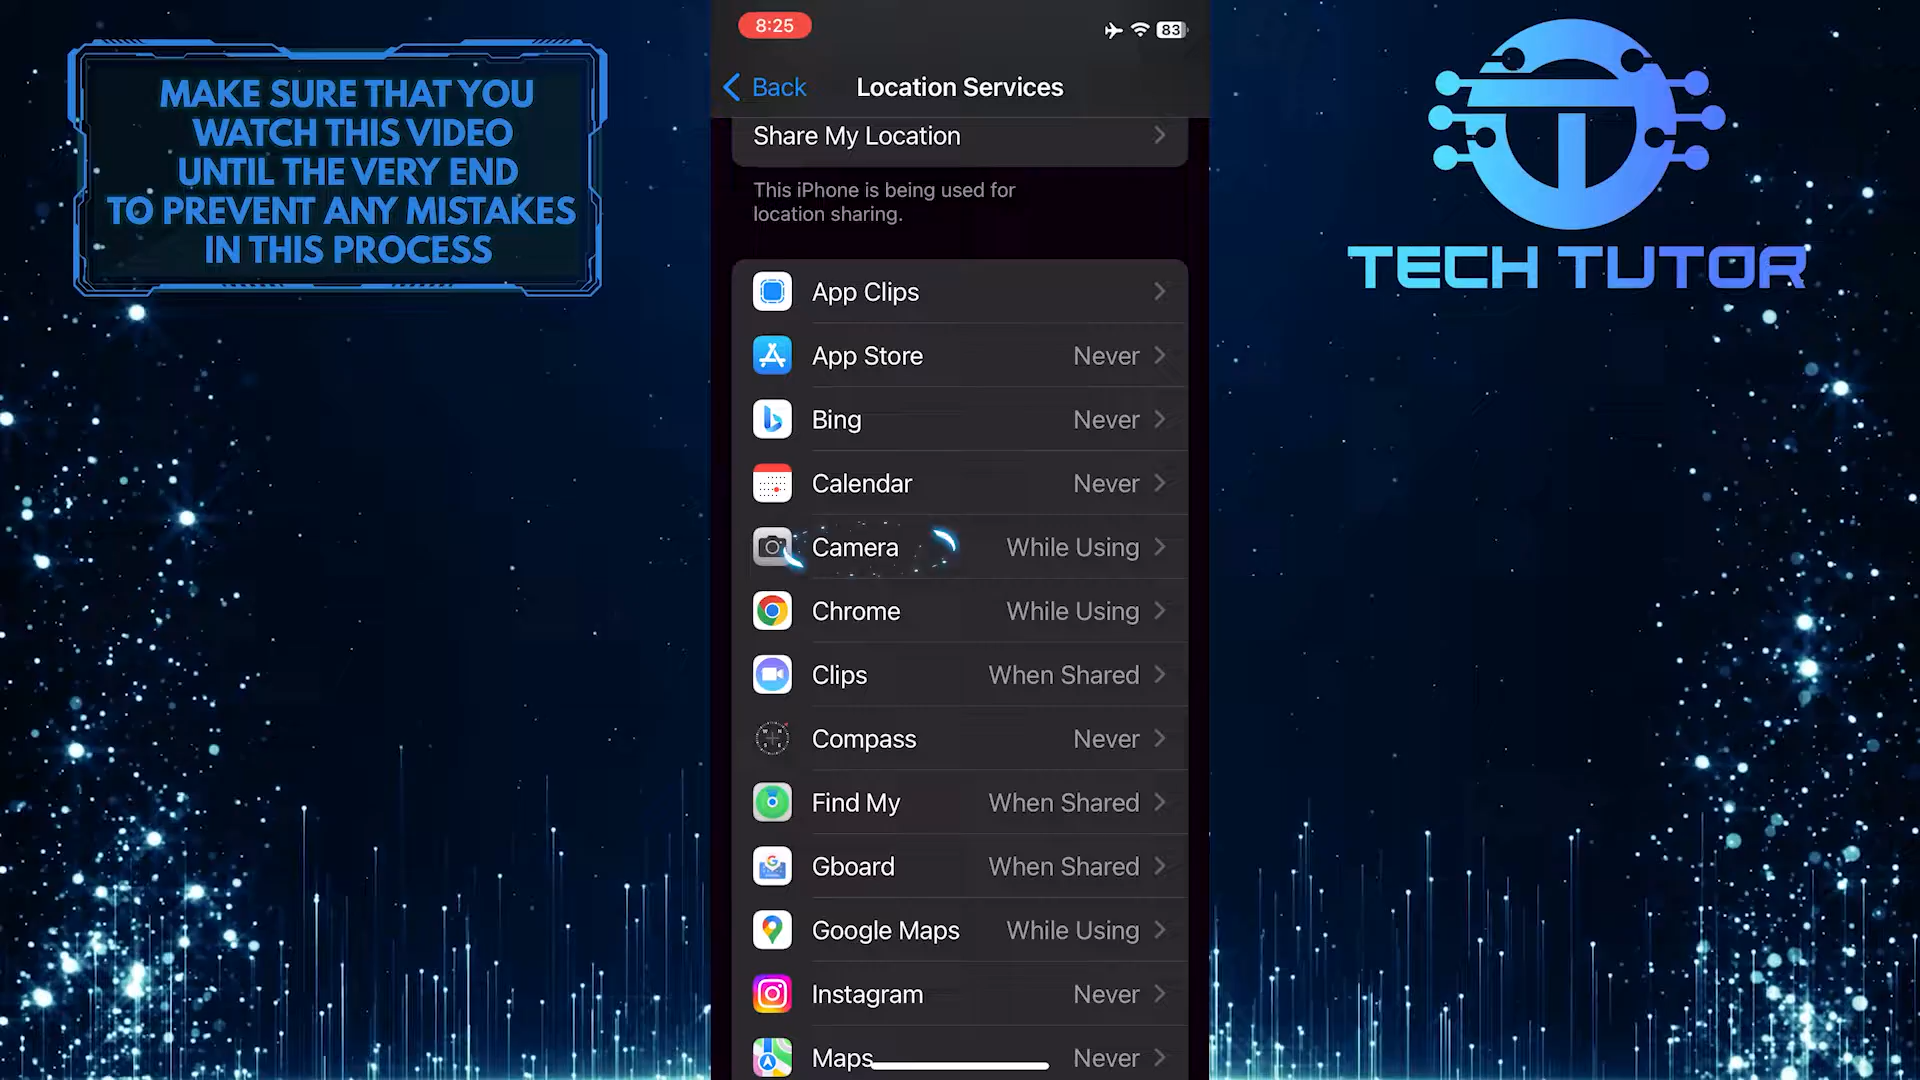 MAKE SURE THAT YOU
WATCH THIS VIDEO
UNTIL THE VERY END
TO PREVENT ANY MISTAKES
IN THIS PROCESS
8:25
83
Back
Location Services
Share My Location
This iPhone is being used for
location sharing.
App Clips
App Store Never
Bing Never
Calendar Never
Camera While Using
Chrome While Using
Clips When Shared
Compass Never
Find My When Shared
Gboard When Shared
Google Maps While Using
Instagram Never
Maps Never
TECH TUTOR